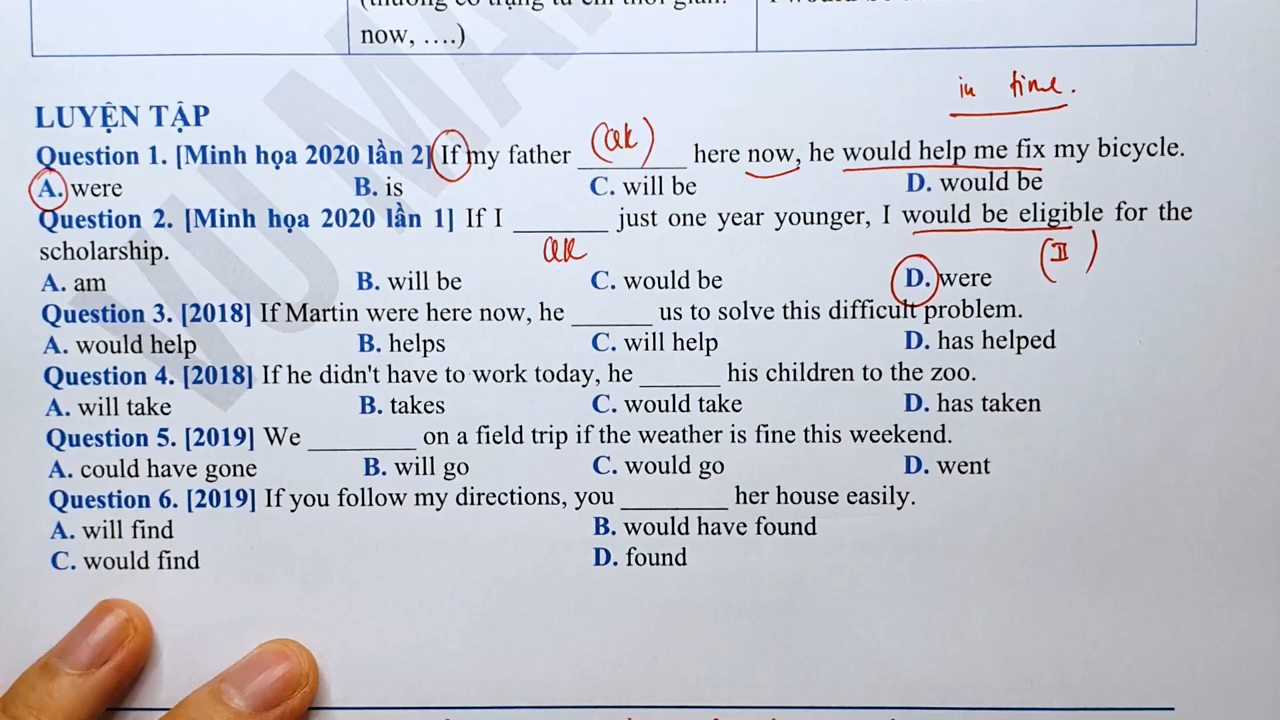 now, ….)
in time.
LUYỆN TẬP
(QK)
Question 1. [Minh họa 2020 lần 2] If my father ________ here now, he would help me fix my bicycle.
A. were B. is C. will be D. would be
Question 2. [Minh họa 2020 lần 1] If I _______ just one year younger, I would be eligible for the
scholarship.
QK
(II)
A. am B. will be C. would be D. were
Question 3. [2018] If Martin were here now, he ______ us to solve this difficult problem.
A. would help B. helps C. will help D. has helped
Question 4. [2018] If he didn't have to work today, he ______ his children to the zoo.
A. will take B. takes C. would take D. has taken
Question 5. [2019] We ________ on a field trip if the weather is fine this weekend.
A. could have gone B. will go C. would go D. went
Question 6. [2019] If you follow my directions, you ________ her house easily.
A. will find B. would have found
C. would find D. found
VU MA